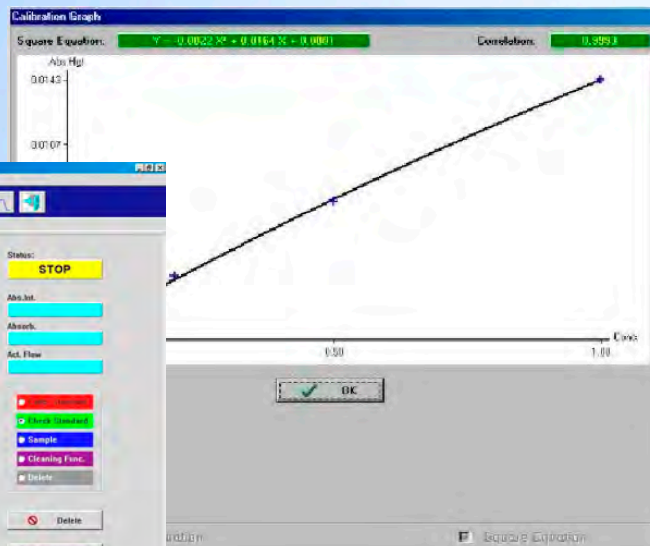 Calibration Graph
Square Equation: Y = -0.0022 X² + 0.0164 X + 0.0001 Correlation: 0.9993
Abs Hgt
0.0143
0.0107
Conc
0.50 1.00
OK
Status:
STOP
Abs.Int.
Absorb.
Act. Flow
Check Standard
Sample
Cleaning Func.
Delete
Delete
Square Equation